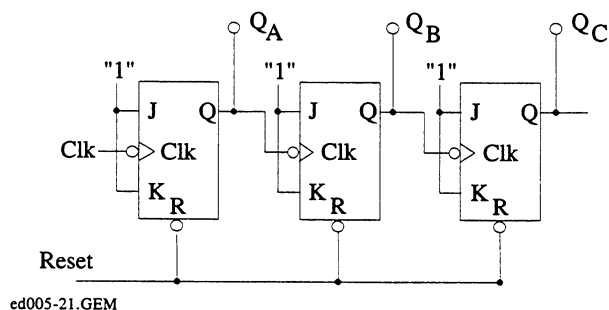 Q_A Q_B Q_C
"1" "1" "1"
J Q J Q J Q
Clk Clk Clk Clk
K K K
R R R
Reset
ed005-21.GEM